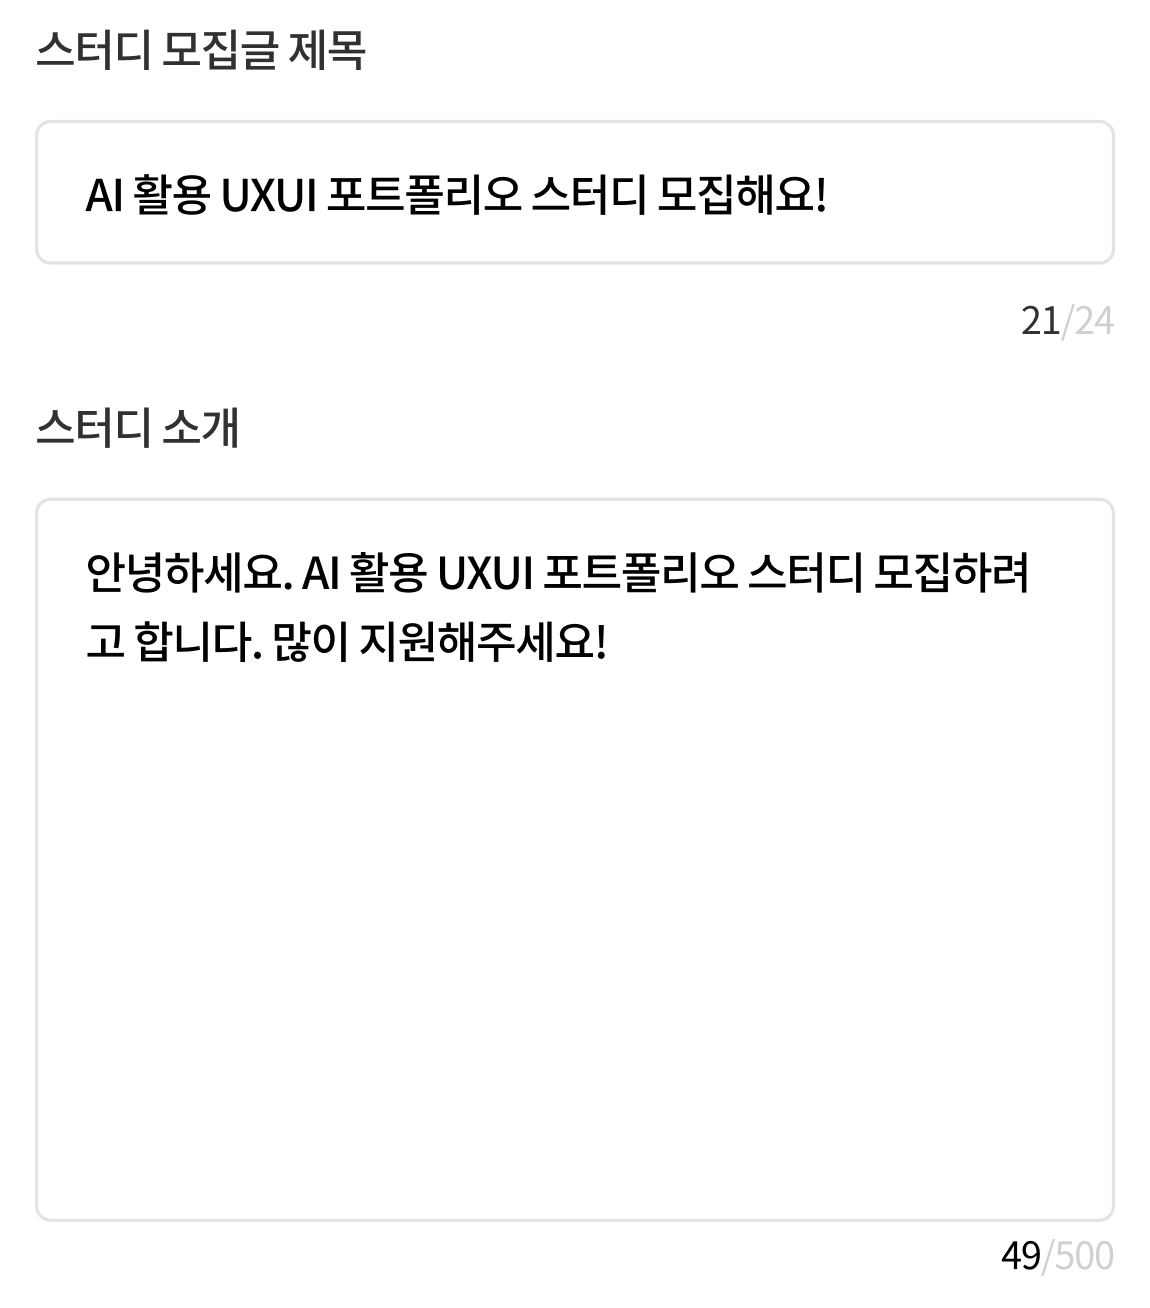 스터디 모집글 제목
AI 활용 UXUI 포트폴리오 스터디 모집해요!
21/24
스터디 소개
안녕하세요. AI 활용 UXUI 포트폴리오 스터디 모집하려
고 합니다. 많이 지원해주세요!
49/500